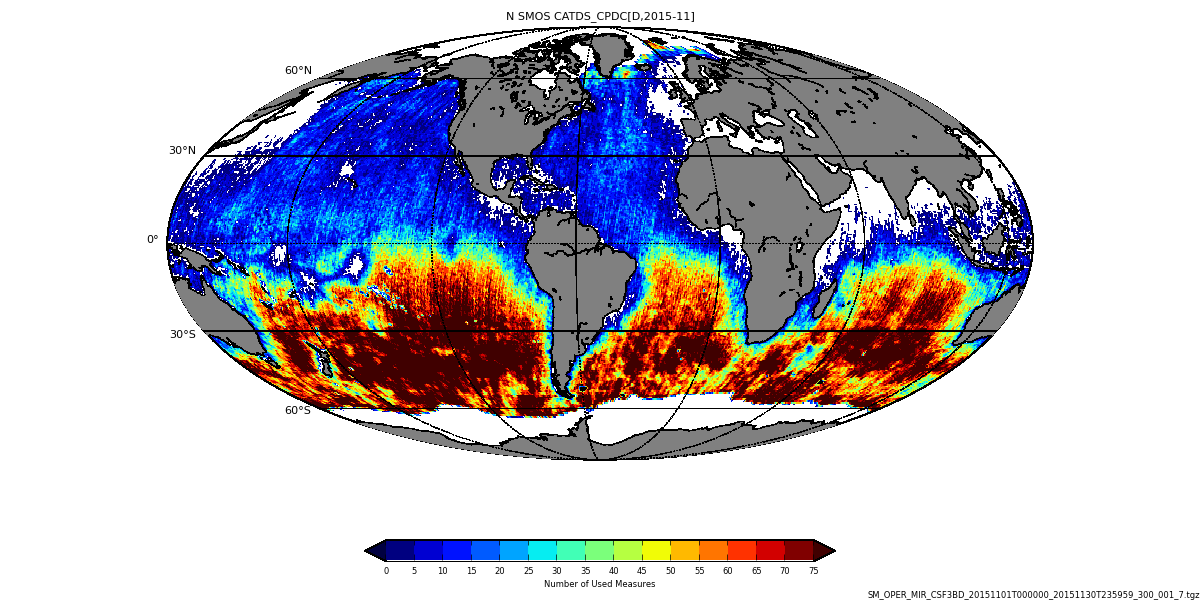 N SMOS CATDS_CPDC[D,2015-11]
60°N
30°N
0°
30°S
60°S
0 5 10 15 20 25 30 35 40 45 50 55 60 65 70 75
Number of Used Measures
SM_OPER_MIR_CSF3BD_20151101T000000_20151130T235959_300_001_7.tgz